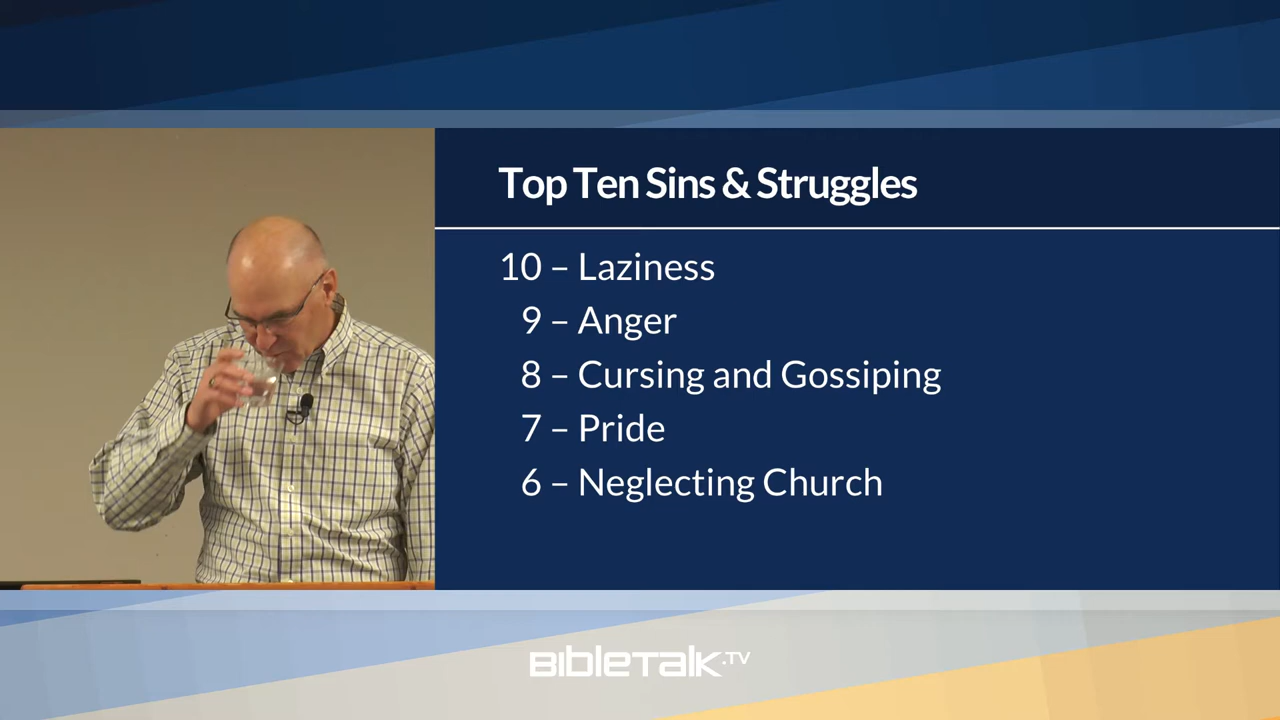 Top Ten Sins & Struggles
10 – Laziness
9 – Anger
8 – Cursing and Gossiping
7 – Pride
6 – Neglecting Church
BibleTalk.TV